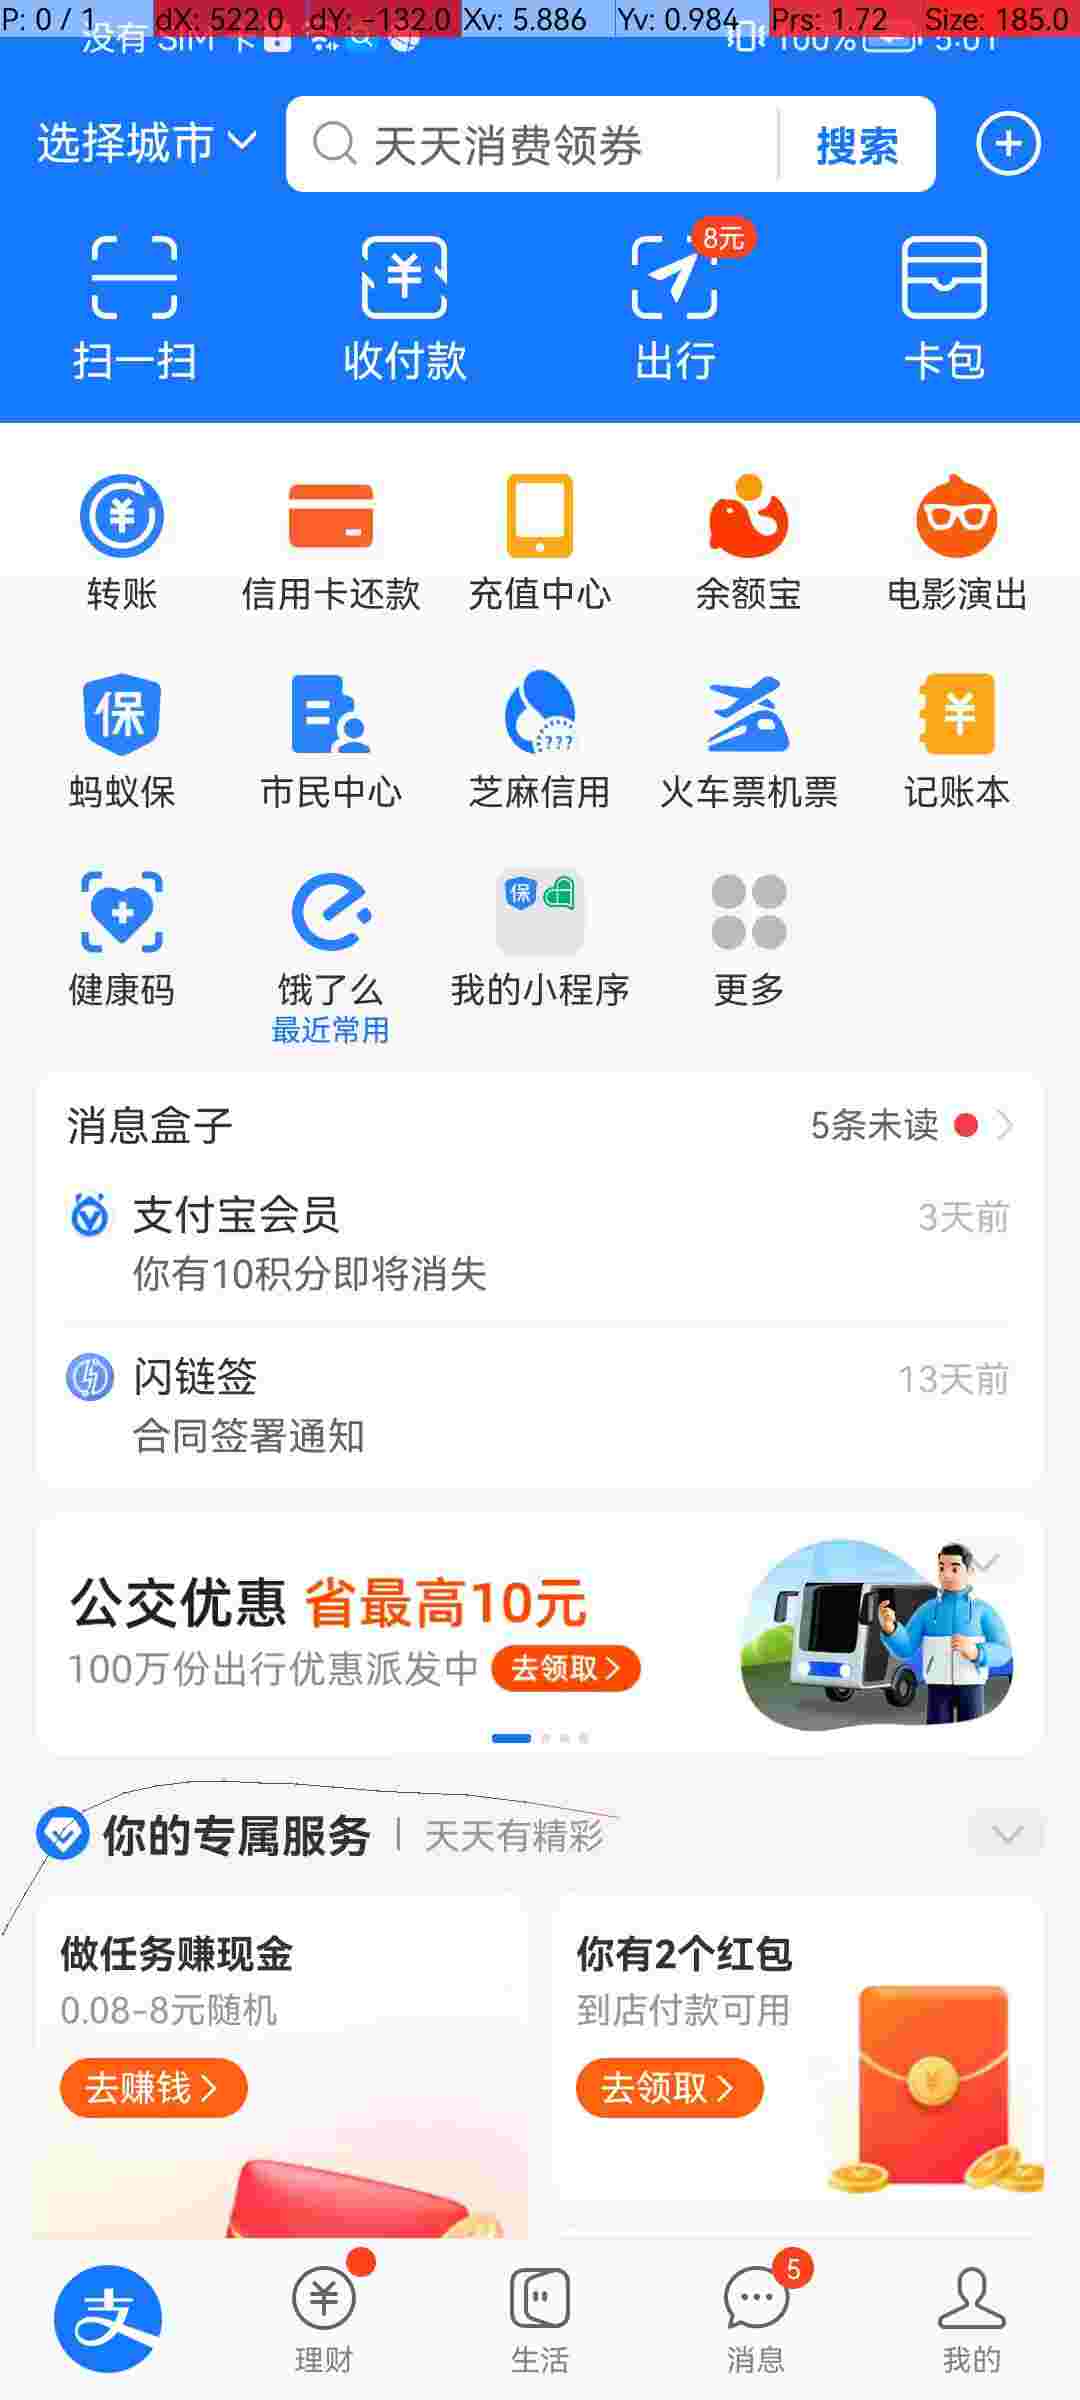 P: 0 / 1 dX: 522.0 dY: -132.0 Xv: 5.886 Yv: 0.984 Prs: 1.72 Size: 185.0
没有 SIM 卡 100% 5:01
选择城市 天天消费领券 搜索
8元
扫一扫 收付款 出行 卡包
转账 信用卡还款 充值中心 余额宝 电影演出
保 ???
蚂蚁保 市民中心 芝麻信用 火车票机票 记账本
保
健康码 饿了么 我的小程序 更多
最近常用
消息盒子 5条未读
支付宝会员 3天前
你有10积分即将消失
闪链签 13天前
合同签署通知
公交优惠 省最高10元
100万份出行优惠派发中 去领取
你的专属服务 天天有精彩
做任务赚现金 你有2个红包
0.08-8元随机 到店付款可用
去赚钱 去领取
5
支 理财 生活 消息 我的